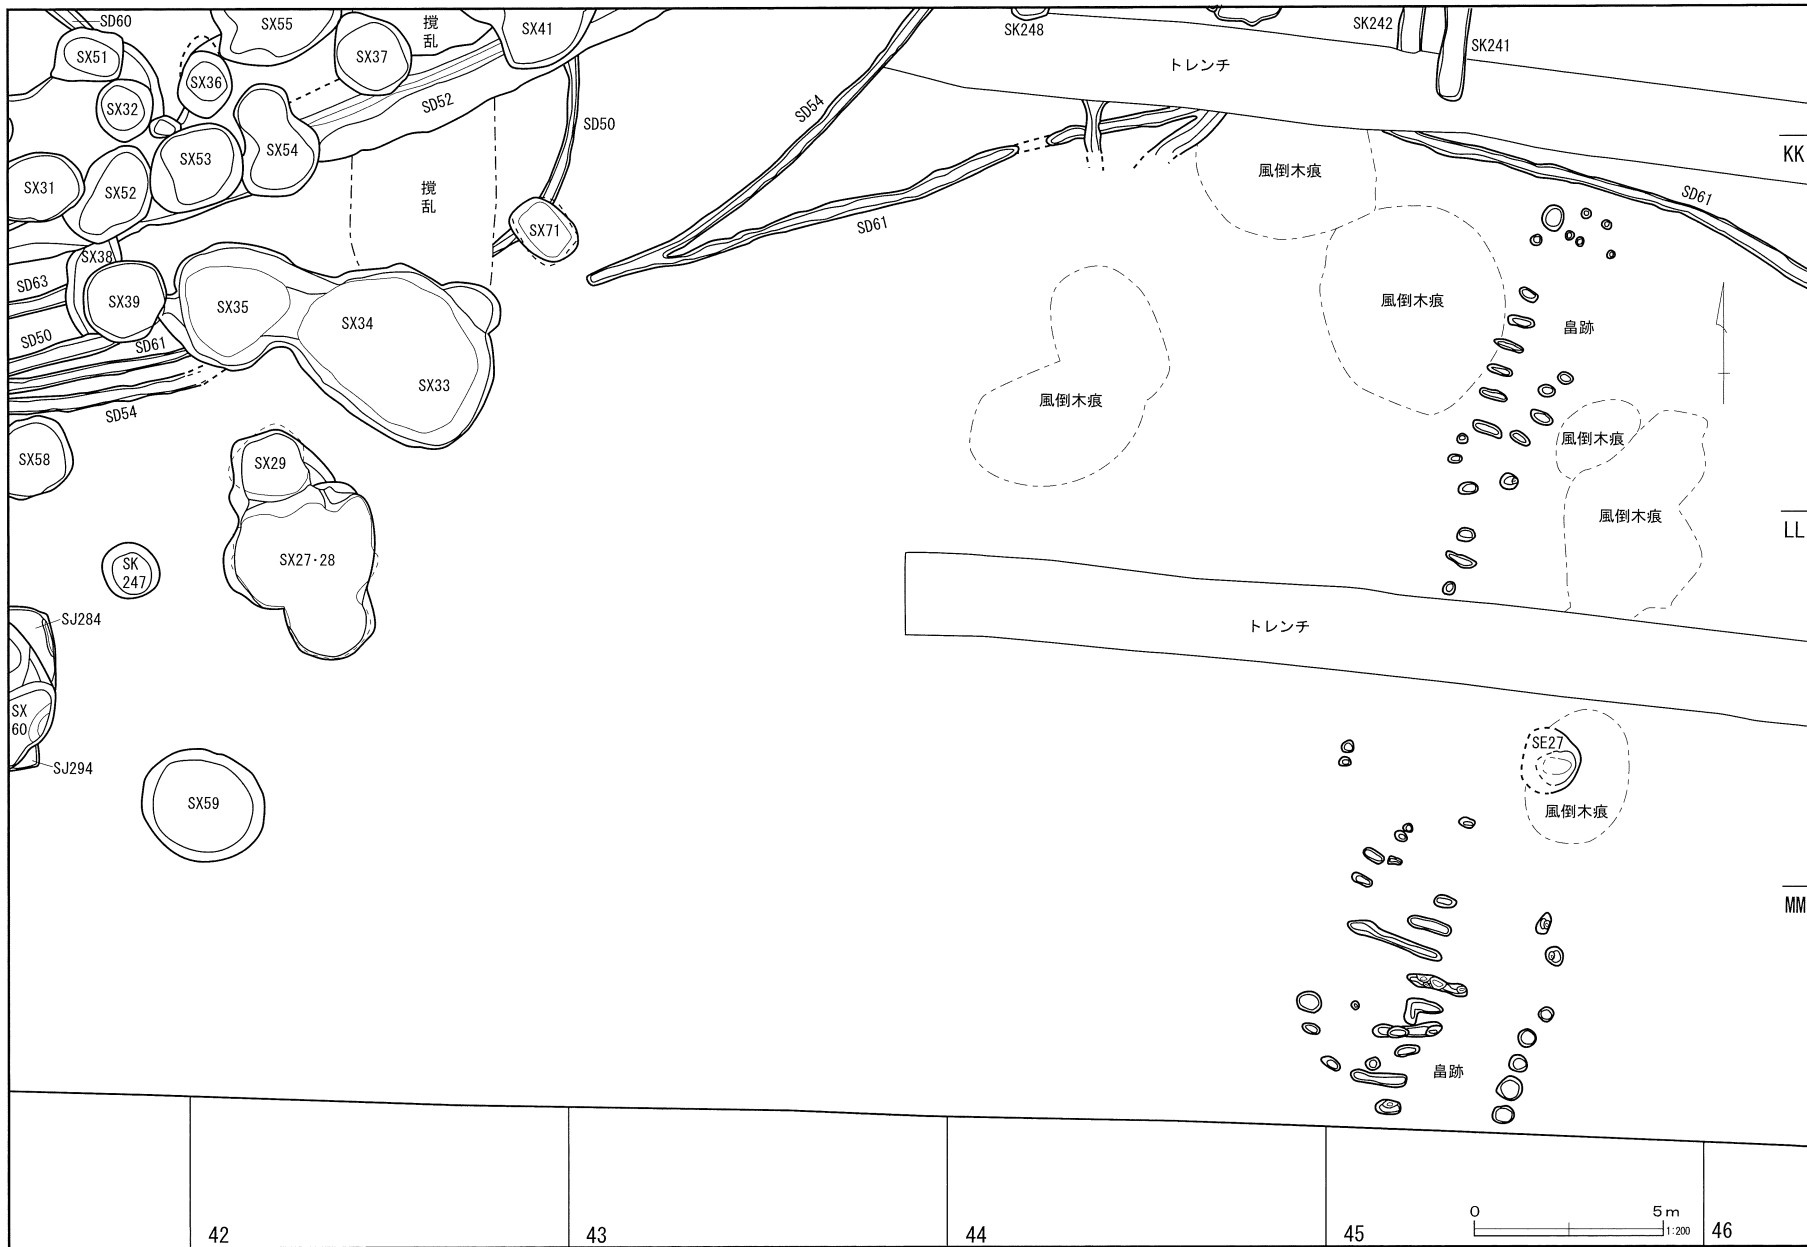 SD60
SX55
撹乱
SX41
SK248
SK242
SK241
SX51
SX36
SX37
トレンチ
SX32
SD52
SD54
SD50
SX53
SX54
KK
SX31
SX52
撹乱
風倒木痕
SD61
SX71
SD61
SX38
SD63
SX39
SX35
SX34
風倒木痕
畠跡
SD50
SD61
SX33
SD54
風倒木痕
風倒木痕
SX58
SX29
風倒木痕
LL
SX27・28
SK
247
SJ284
トレンチ
SX
60
SE27
SJ294
SX59
風倒木痕
MM
畠跡
0 5m
1:200
42 43 44 45 46